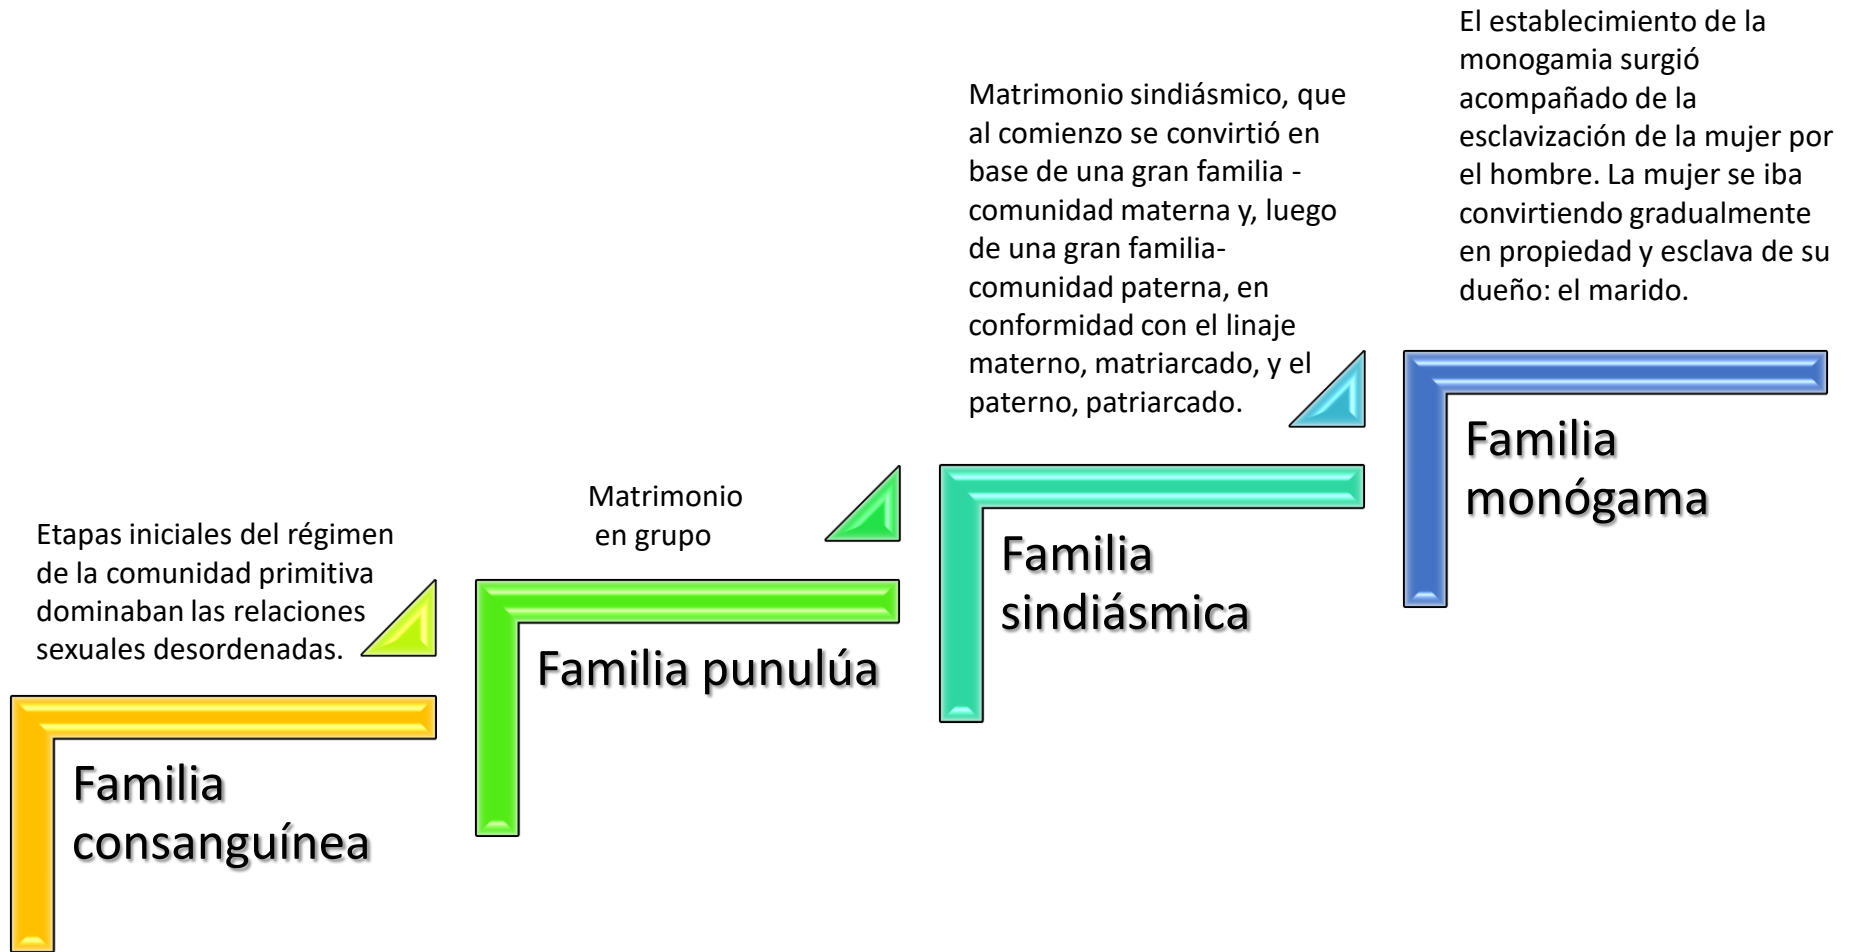 Etapas iniciales del régimen
de la comunidad primitiva
dominaban las relaciones
sexuales desordenadas.
Familia
consanguínea
Matrimonio
en grupo
Familia punulúa
Matrimonio sindiásmico, que
al comienzo se convirtió en
base de una gran familia -
comunidad materna y, luego
de una gran familia-
comunidad paterna, en
conformidad con el linaje
materno, matriarcado, y el
paterno, patriarcado.
Familia
sindiásmica
El establecimiento de la
monogamia surgió
acompañado de la
esclavización de la mujer por
el hombre. La mujer se iba
convirtiendo gradualmente
en propiedad y esclava de su
dueño: el marido.
Familia
monógama